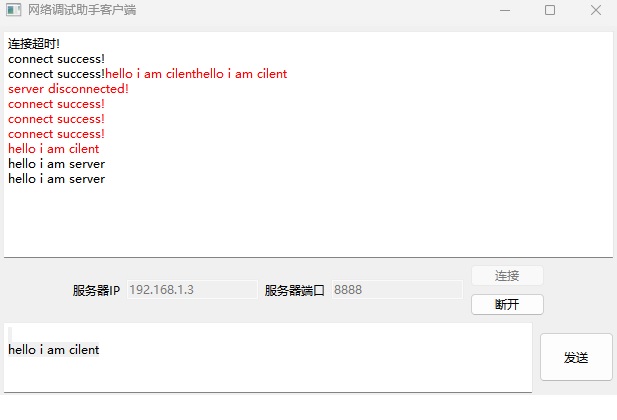 网络调试助手客户端
连接超时!
connect success!
connect success!hello i am cilenthello i am cilent
server disconnected!
connect success!
connect success!
connect success!
hello i am cilent
hello i am server
hello i am server
连接
服务器IP 192.168.1.3 服务器端口 8888
断开
hello i am cilent
发送